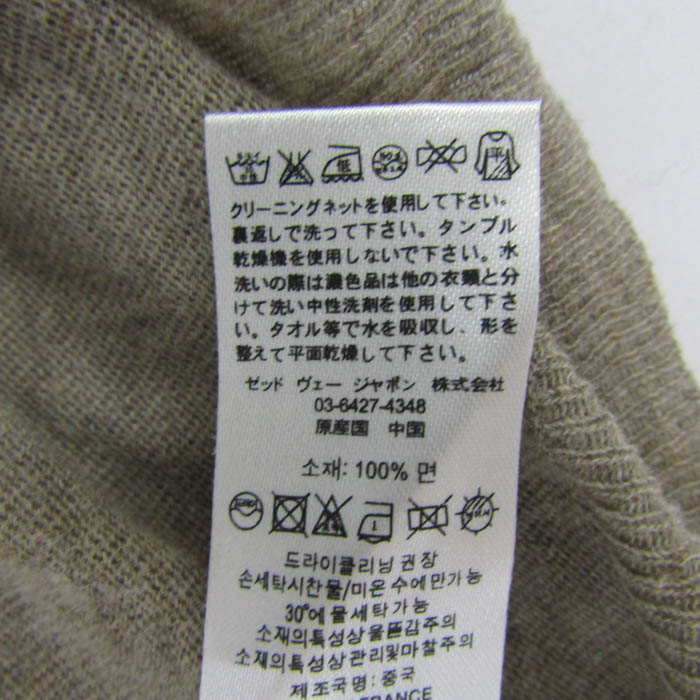 低
平
クリーニングネットを使用して下さい。
裏返しで洗って下さい。タンブル
乾燥機を使用しないで下さい。水
洗いの際は濃色品は他の衣類と分
けて洗い中性洗剤を使用して下さ
い。タオル等で水を吸収し、形を
整えて平面乾燥して下さい。
ゼッド ヴェー ジャポン 株式会社
03-6427-4348
原産国 中国
소재: 100% 면
드라이클리닝 권장
손세탁시찬물/미온 수에만가능
30°에 물세탁가능
소재의특성상물뜬감주의
소재의특성상관리및마찰주의
제조국명: 중국
FRANCE